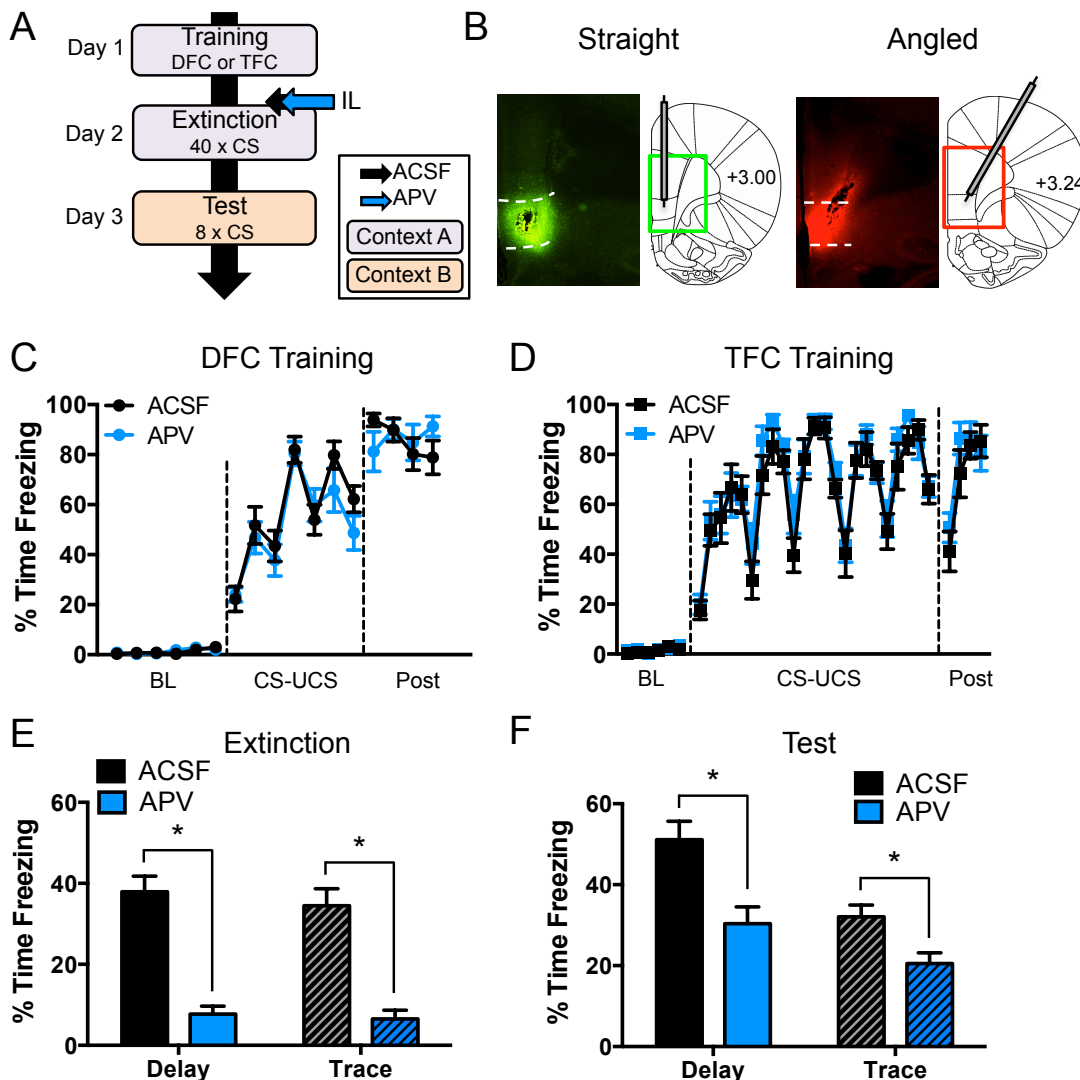 A
Training
DFC or TFC
Day 1
IL
Extinction
40 x CS
Day 2
Test
8 x CS
Day 3
ACSF
APV
Context A
Context B
B
Straight
Angled
+3.00
+3.24
C
DFC Training
ACSF
APV
% Time Freezing
100
80
60
40
20
0
BL
CS-UCS
Post
D
TFC Training
ACSF
APV
% Time Freezing
100
80
60
40
20
0
BL
CS-UCS
Post
E
Extinction
ACSF
APV
% Time Freezing
60
40
20
0
*
*
Delay
Trace
F
Test
ACSF
APV
% Time Freezing
60
40
20
0
*
*
Delay
Trace